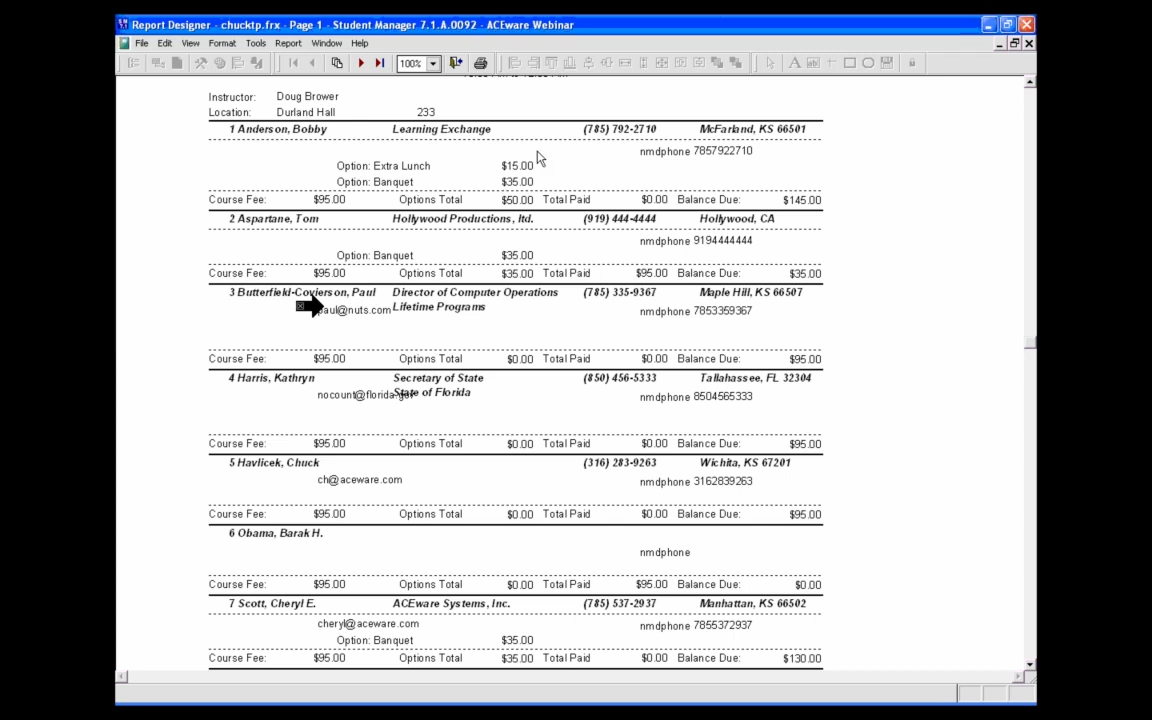 Report Designer - chucktp.frx - Page 1 - Student Manager 7.1.A.0092 - ACEware Webinar
File Edit View Format Tools Report Window Help
100%
Instructor: Doug Brower
Location: Durland Hall 233
1 Anderson, Bobby Learning Exchange (785) 792-2710 McFarland, KS 66501
nmdphone 7857922710
Option: Extra Lunch $15.00
Option: Banquet $35.00
Course Fee: $95.00 Options Total $50.00 Total Paid $0.00 Balance Due: $145.00
2 Aspartane, Tom Hollywood Productions, ltd. (919) 444-4444 Hollywood, CA
nmdphone 9194444444
Option: Banquet $35.00
Course Fee: $95.00 Options Total $35.00 Total Paid $95.00 Balance Due: $35.00
3 Butterfield-Covierson, Paul Director of Computer Operations (785) 335-9367 Maple Hill, KS 66507
paul@nuts.com Lifetime Programs nmdphone 7853359367
Course Fee: $95.00 Options Total $0.00 Total Paid $0.00 Balance Due: $95.00
4 Harris, Kathryn Secretary of State (850) 456-5333 Tallahassee, FL 32304
nocount@florida.gov State of Florida nmdphone 8504565333
Course Fee: $95.00 Options Total $0.00 Total Paid $0.00 Balance Due: $95.00
5 Havlicek, Chuck (316) 283-9263 Wichita, KS 67201
ch@aceware.com nmdphone 3162839263
Course Fee: $95.00 Options Total $0.00 Total Paid $0.00 Balance Due: $95.00
6 Obama, Barak H.
nmdphone
Course Fee: $95.00 Options Total $0.00 Total Paid $95.00 Balance Due: $0.00
7 Scott, Cheryl E. ACEware Systems, Inc. (785) 537-2937 Manhattan, KS 66502
cheryl@aceware.com nmdphone 7855372937
Option: Banquet $35.00
Course Fee: $95.00 Options Total $35.00 Total Paid $0.00 Balance Due: $130.00